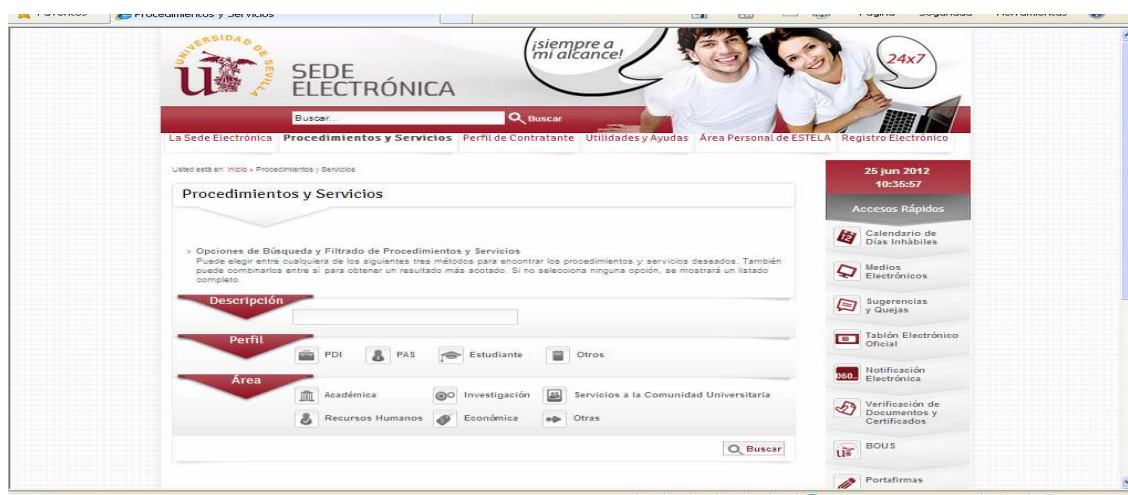 Procedimientos y Servicios
Página Seguridad Herramientas
UNIVERSIDAD DE SEVILLA
SEDE
ELECTRÓNICA
¡siempre a
mi alcance!
24x7
Buscar... Buscar
La Sede Electrónica Procedimientos y Servicios Perfil de Contratante Utilidades y Ayudas Área Personal de ESTELA Registro Electrónico
Usted está en: Inicio » Procedimientos y Servicios
25 jun 2012
10:35:57
Procedimientos y Servicios
Accesos Rápidos
Calendario de
Días Inhábiles
> Opciones de Búsqueda y Filtrado de Procedimientos y Servicios
Puede elegir entre cualquiera de los siguientes tres métodos para encontrar los procedimientos y servicios deseados. También
puede combinarlos entre sí para obtener un resultado más acotado. Si no selecciona ninguna opción, se mostrará un listado
completo.
Medios
Electrónicos
Descripción
Sugerencias
y Quejas
Perfil
PDI PAS Estudiante Otros
Tablón Electrónico
Oficial
Área
Académica Investigación Servicios a la Comunidad Universitaria
Recursos Humanos Económica Otras
060
Notificación
Electrónica
Verificación de
Documentos y
Certificados
Buscar
BOUS
Portafirmas